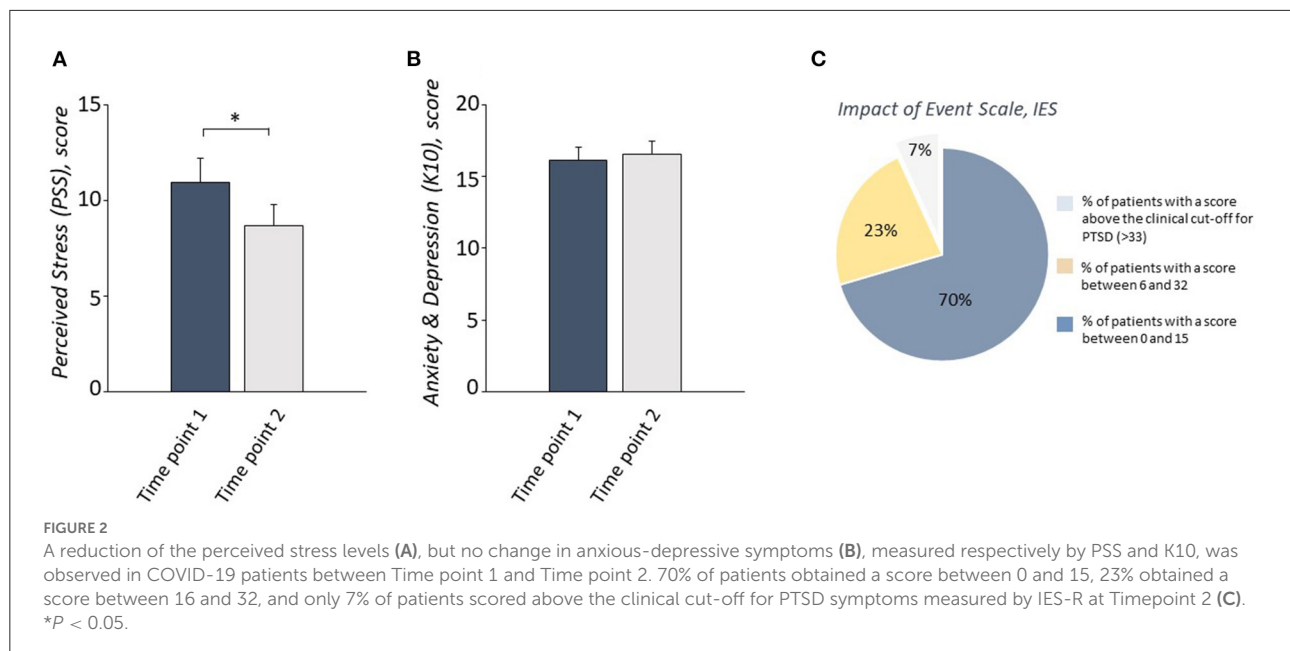 A
Perceived Stress (PSS), score
15
10
5
0
*
Time point 1
Time point 2
B
Anxiety & Depression (K10), score
20
15
10
5
0
Time point 1
Time point 2
C
Impact of Event Scale, IES
7%
23%
70%
% of patients with a score
above the clinical cut-off for
PTSD (>33)
% of patients with a score
between 6 and 32
% of patients with a score
between 0 and 15
FIGURE 2
A reduction of the perceived stress levels (A), but no change in anxious-depressive symptoms (B), measured respectively by PSS and K10, was
observed in COVID-19 patients between Time point 1 and Time point 2. 70% of patients obtained a score between 0 and 15, 23% obtained a
score between 16 and 32, and only 7% of patients scored above the clinical cut-off for PTSD symptoms measured by IES-R at Timepoint 2 (C).
*P < 0.05.